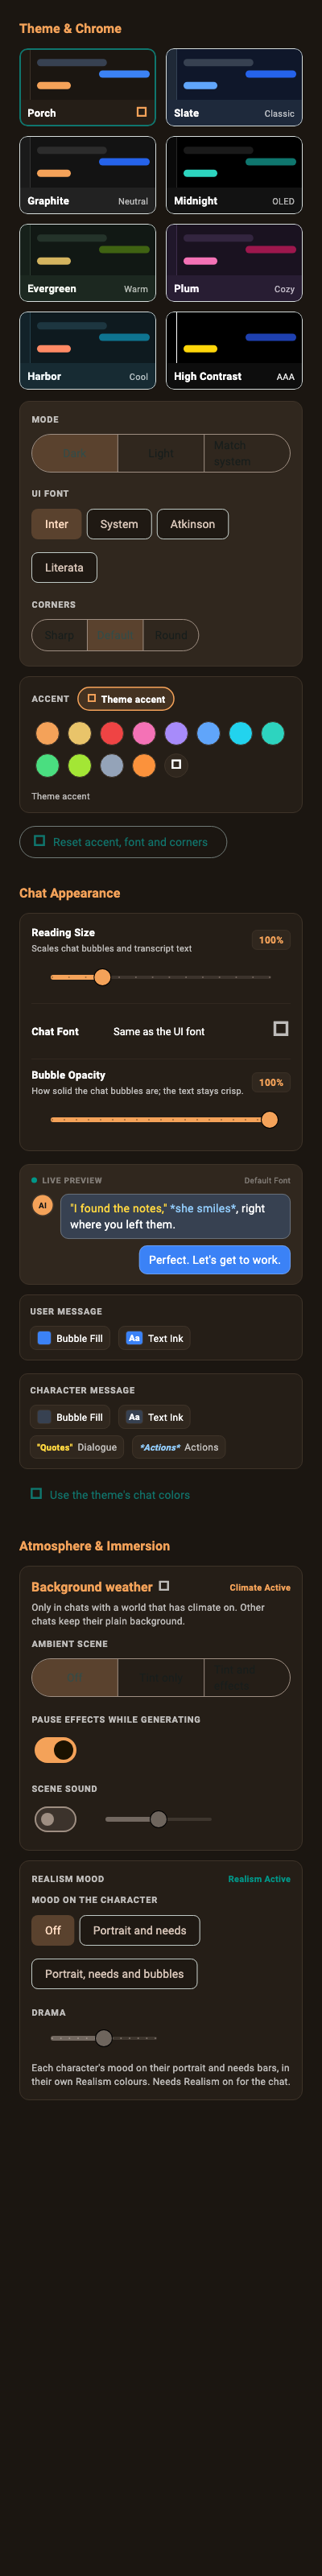 Theme & Chrome
Porch
Slate Classic
Graphite Neutral
Midnight OLED
Evergreen Warm
Plum Cozy
Harbor Cool
High Contrast AAA
MODE
Light
Match
system
UI FONT
Inter
System
Atkinson
Literata
CORNERS
Sharp
Round
ACCENT
Theme accent
Theme accent
Reset accent, font and corners
Chat Appearance
Reading Size
Scales chat bubbles and transcript text
100%
Chat Font
Same as the UI font
Bubble Opacity
How solid the chat bubbles are; the text stays crisp.
100%
LIVE PREVIEW
Default Font
AI
"I found the notes," *she smiles*, right
where you left them.
Perfect. Let's get to work.
USER MESSAGE
Bubble Fill
Aa Text Ink
CHARACTER MESSAGE
Bubble Fill
Aa Text Ink
"Quotes" Dialogue
*Actions* Actions
Use the theme's chat colors
Atmosphere & Immersion
Background weather
Climate Active
Only in chats with a world that has climate on. Other
chats keep their plain background.
AMBIENT SCENE
PAUSE EFFECTS WHILE GENERATING
SCENE SOUND
REALISM MOOD
Realism Active
MOOD ON THE CHARACTER
Off
Portrait and needs
Portrait, needs and bubbles
DRAMA
Each character's mood on their portrait and needs bars, in
their own Realism colours. Needs Realism on for the chat.